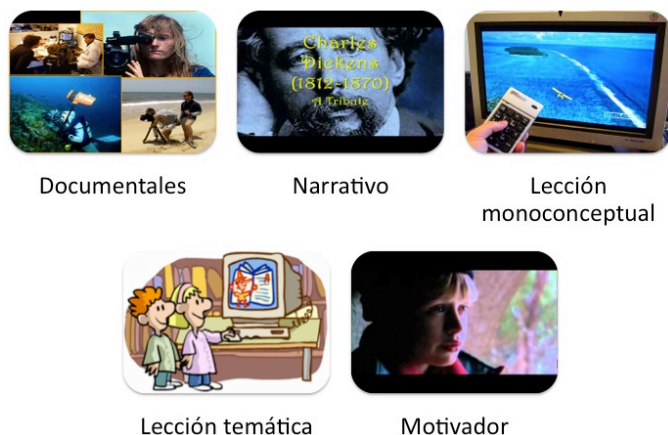 Charles
Dickens
(1812-1870)
A Tribute
Documentales
Narrativo
Lección
monoconceptual
Lección temática
Motivador